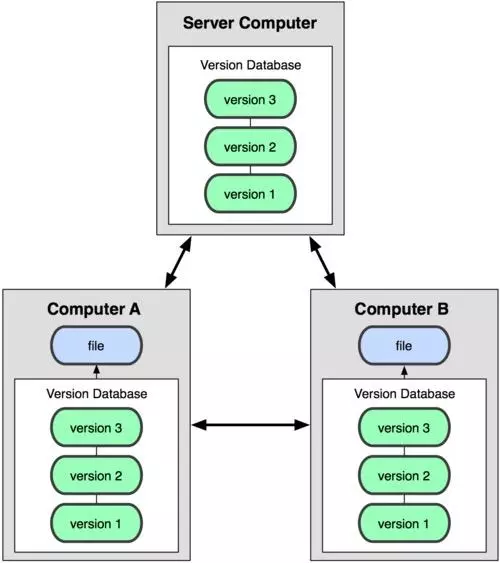 Server Computer
Version Database
version 3
version 2
version 1
Computer A
file
Version Database
version 3
version 2
version 1
Computer B
file
Version Database
version 3
version 2
version 1